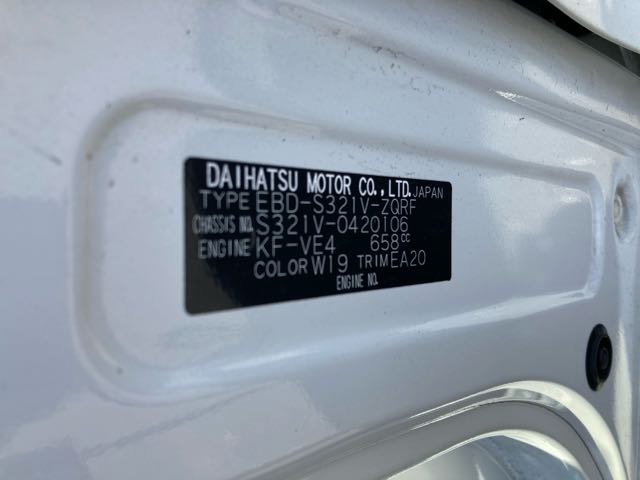 DAIHATSU MOTOR CO.,LTD. JAPAN
TYPE EBD-S321V-ZQRF
CHASSIS NO. S321V-0420106
ENGINE KF-VE4 658CC
COLOR W19 TRIM EA20
ENGINE NO.